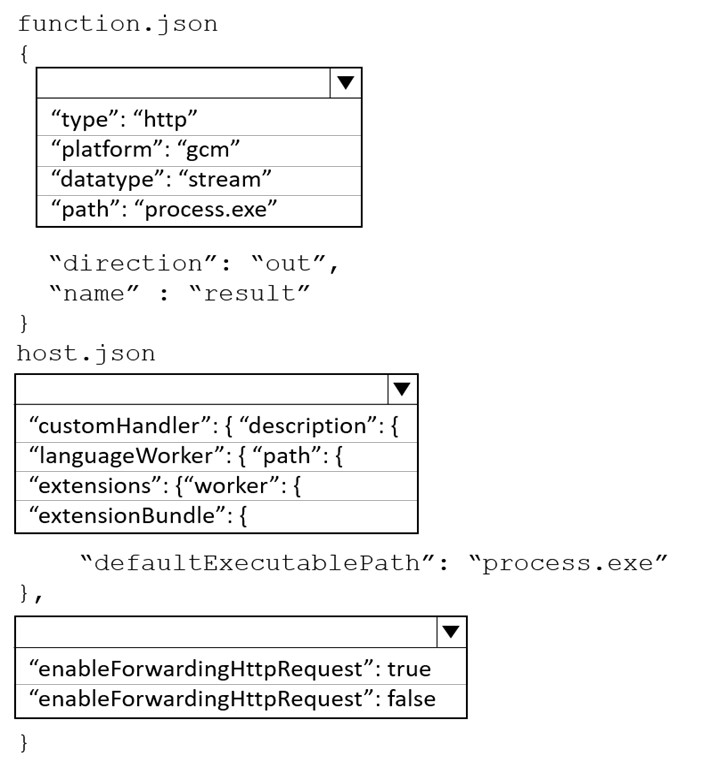 function.json
{
“type”: “http”
“platform”: “gcm”
“datatype”: “stream”
“path”: “process.exe”
“direction”: “out”,
“name” : “result”
}
host.json
“customHandler”: { “description”: {
“languageWorker”: { “path”: {
“extensions”: {“worker”: {
“extensionBundle”: {
“defaultExecutablePath”: “process.exe”
},
“enableForwardingHttpRequest”: true
“enableForwardingHttpRequest”: false
}